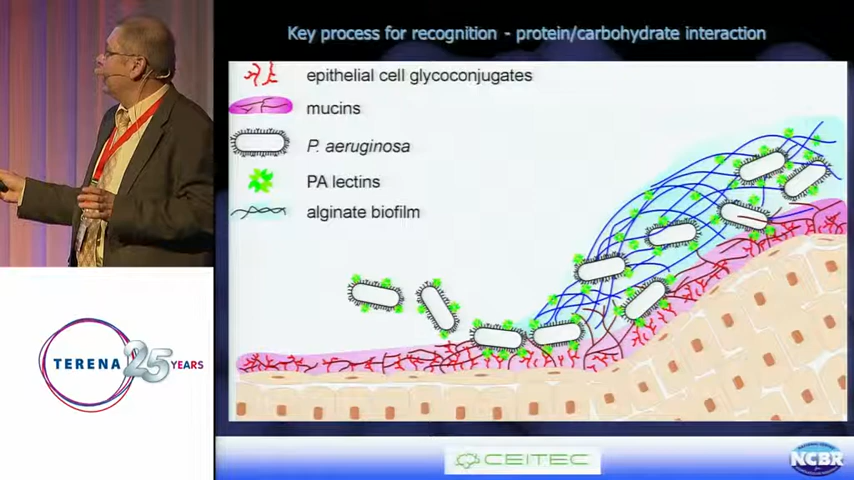 Key process for recognition - protein/carbohydrate interaction
epithelial cell glycoconjugates
mucins
P. aeruginosa
PA lectins
alginate biofilm
TERENA 25 YEARS
CEITEC
NCBR